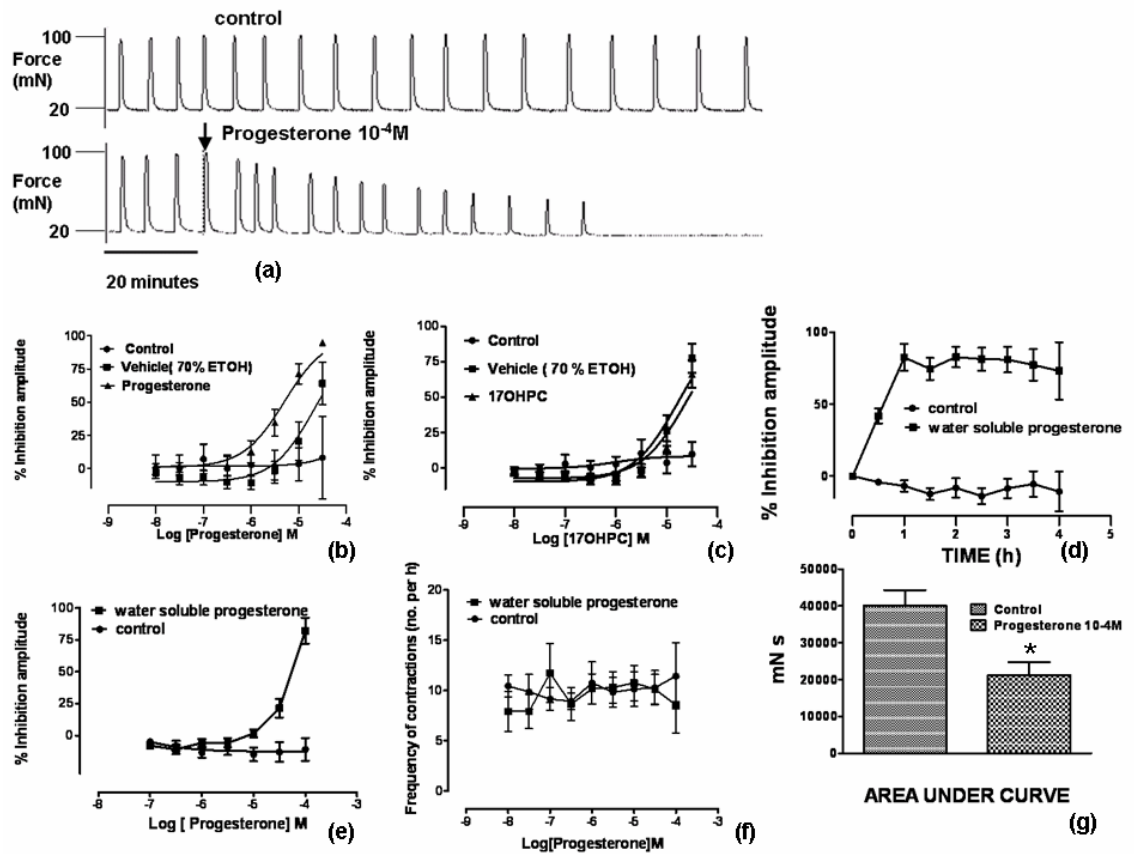 control
100
Force
(mN)
20
Progesterone 10-4M
100
Force
(mN)
20
20 minutes
(a)
% Inhibition amplitude
100
75
50
25
0
Control
Vehicle( 70% ETOH)
Progesterone
-9 -8 -7 -6 -5 -4
Log [Progesterone] M
(b)
% Inhibition amplitude
100
75
50
25
0
Control
Vehicle ( 70 % ETOH)
17OHPC
-9 -8 -7 -6 -5 -4
Log [17OHPC] M
(c)
% Inhibition amplitude
100
50
0
control
water soluble progesterone
0 1 2 3 4 5
TIME (h)
(d)
% Inhibition amplitude
100
75
50
25
0
water soluble progesterone
control
-8 -7 -6 -5 -4 -3
Log [ Progesterone] M
(e)
Frequency of contractions (no. per h)
20
15
10
5
0
water soluble progesterone
control
-9 -8 -7 -6 -5 -4 -3
Log[Progesterone]M
(f)
mN s
50000
40000
30000
20000
10000
0
Control
Progesterone 10-4M
*
AREA UNDER CURVE
(g)